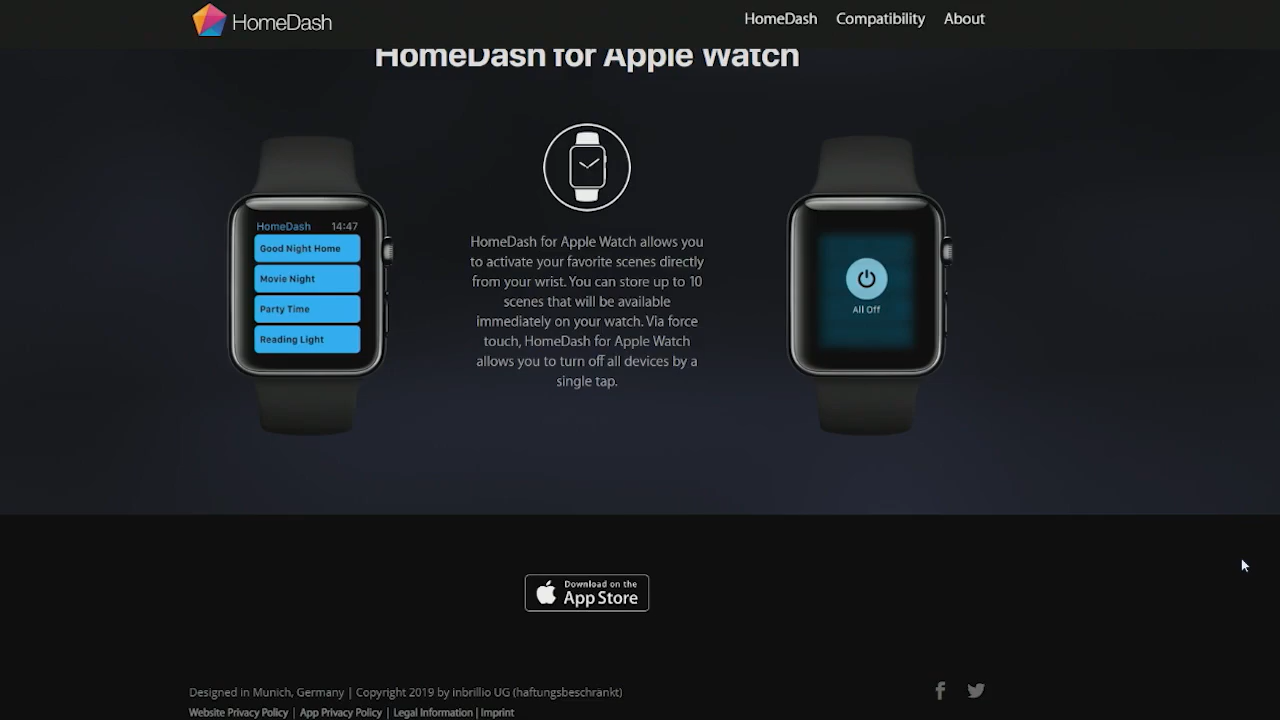 HomeDash
HomeDash Compatibility About
HomeDash for Apple Watch
HomeDash 14:47
Good Night Home
Movie Night
Party Time
Reading Light
HomeDash for Apple Watch allows you
to activate your favorite scenes directly
from your wrist. You can store up to 10
scenes that will be available
immediately on your watch. Via force
touch, HomeDash for Apple Watch
allows you to turn off all devices by a
single tap.
All Off
Download on the
App Store
Designed in Munich, Germany | Copyright 2019 by inbrillio UG (haftungsbeschränkt)
Website Privacy Policy | App Privacy Policy | Legal Information | Imprint